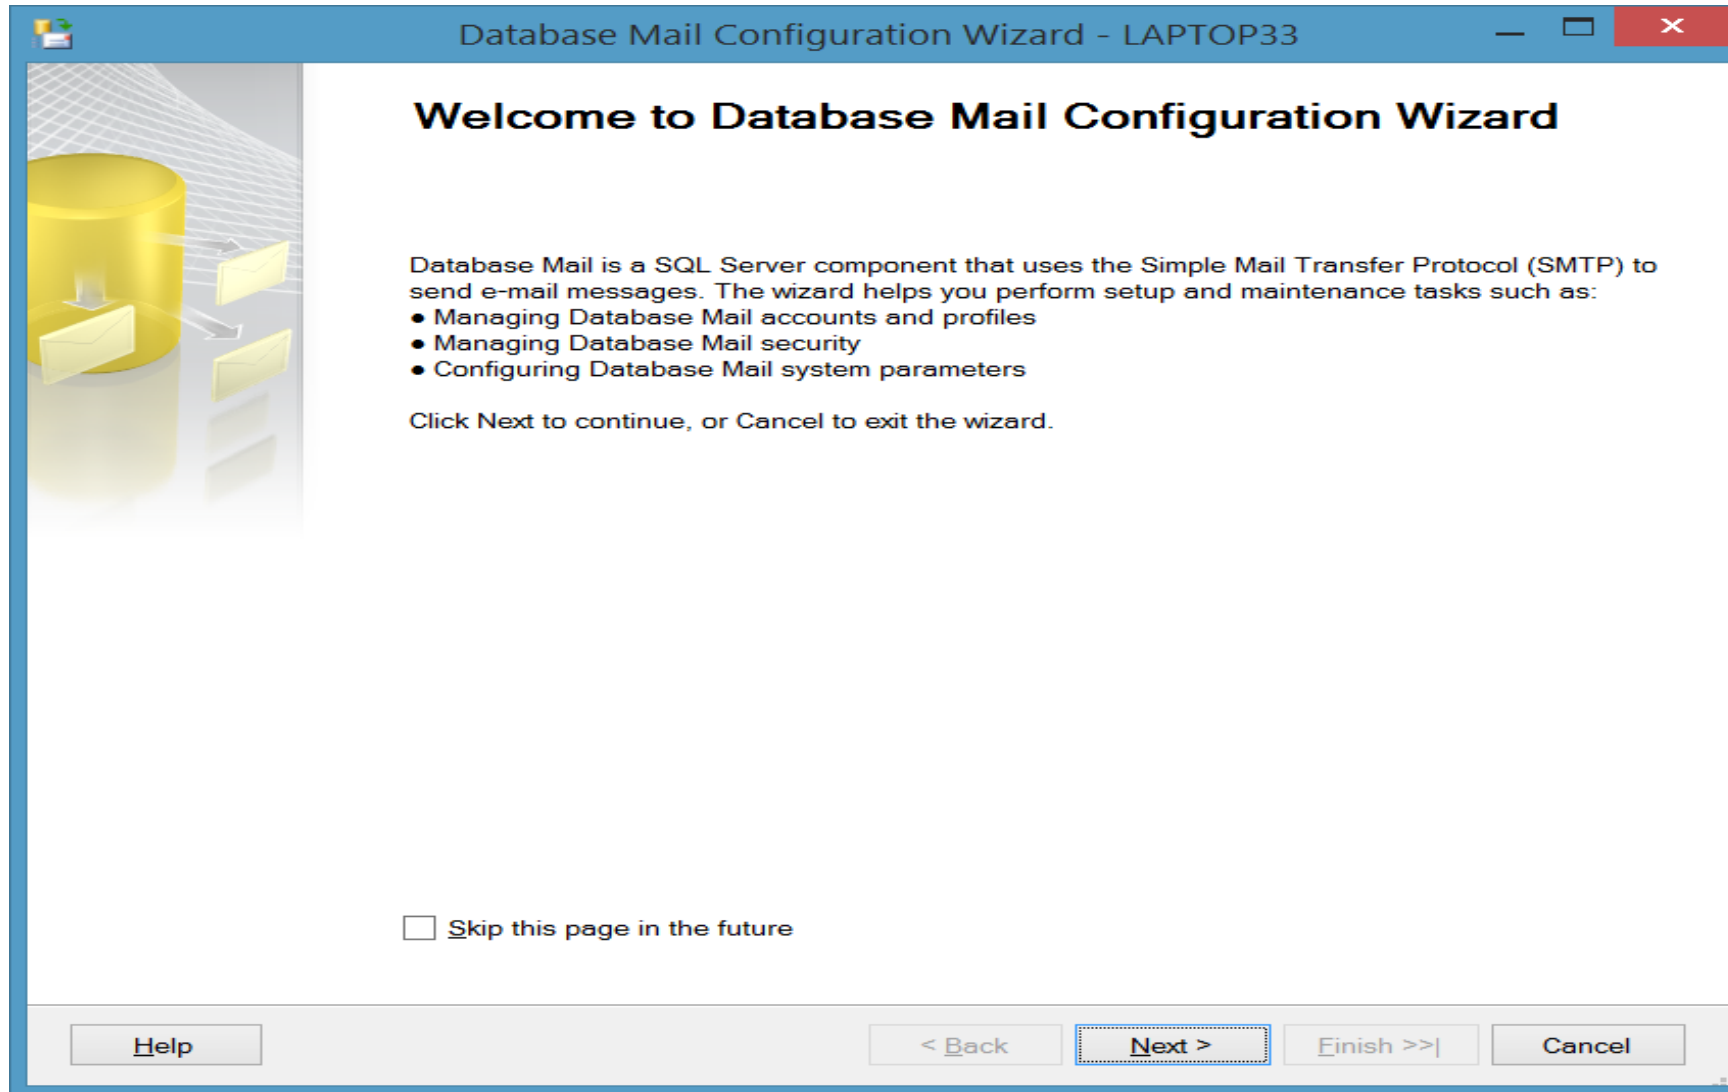 Database Mail Configuration Wizard - LAPTOP33
Welcome to Database Mail Configuration Wizard
Database Mail is a SQL Server component that uses the Simple Mail Transfer Protocol (SMTP) to
send e-mail messages. The wizard helps you perform setup and maintenance tasks such as:
● Managing Database Mail accounts and profiles
● Managing Database Mail security
● Configuring Database Mail system parameters
Click Next to continue, or Cancel to exit the wizard.
Skip this page in the future
Help < Back Next > Finish >>| Cancel